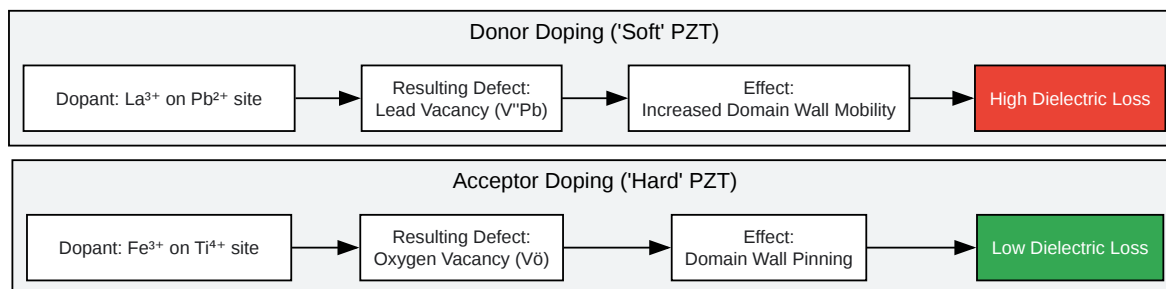 Donor Doping ('Soft' PZT)
Dopant: La³⁺ on Pb²⁺ site
Resulting Defect:
Lead Vacancy (V"Pb)
Effect:
Increased Domain Wall Mobility
High Dielectric Loss
Acceptor Doping ('Hard' PZT)
Dopant: Fe³⁺ on Ti⁴⁺ site
Resulting Defect:
Oxygen Vacancy (Vö)
Effect:
Domain Wall Pinning
Low Dielectric Loss